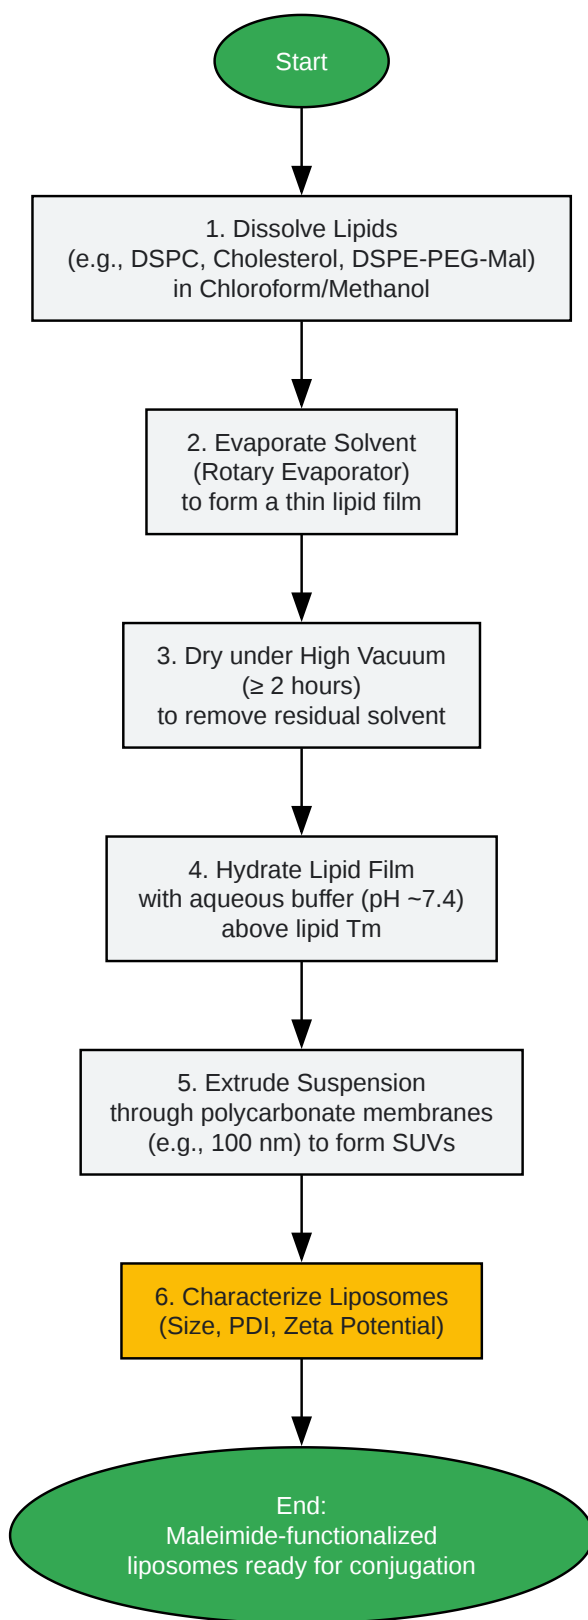 Start
1. Dissolve Lipids
(e.g., DSPC, Cholesterol, DSPE-PEG-Mal)
in Chloroform/Methanol
2. Evaporate Solvent
(Rotary Evaporator)
to form a thin lipid film
3. Dry under High Vacuum
(≥ 2 hours)
to remove residual solvent
4. Hydrate Lipid Film
with aqueous buffer (pH ~7.4)
above lipid Tm
5. Extrude Suspension
through polycarbonate membranes
(e.g., 100 nm) to form SUVs
6. Characterize Liposomes
(Size, PDI, Zeta Potential)
End:
Maleimide-functionalized
liposomes ready for conjugation